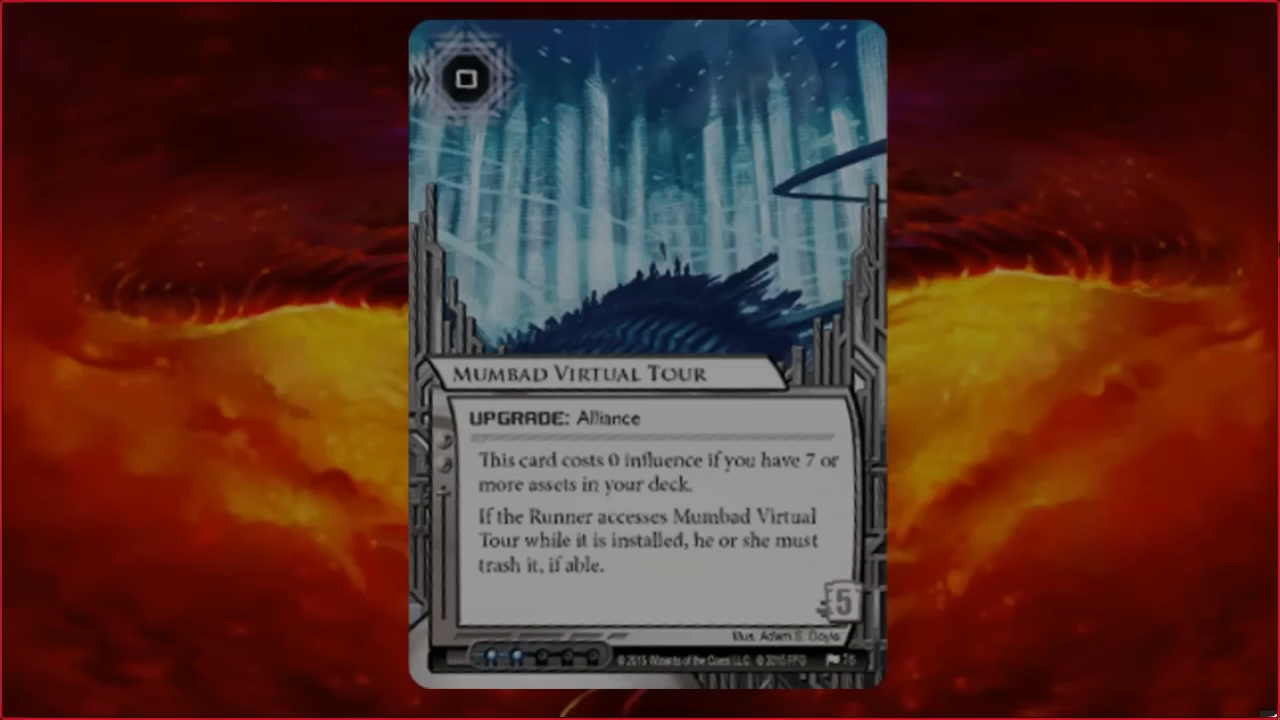 MUMBAD VIRTUAL TOUR
UPGRADE: Alliance
This card costs 0 influence if you have 7 or
more assets in your deck.
If the Runner accesses Mumbad Virtual
Tour while it is installed, he or she must
trash it, if able.
5
Illus. Adam S. Doyle
© 2015 Wizards of the Coast LLC. © 2015 FFG